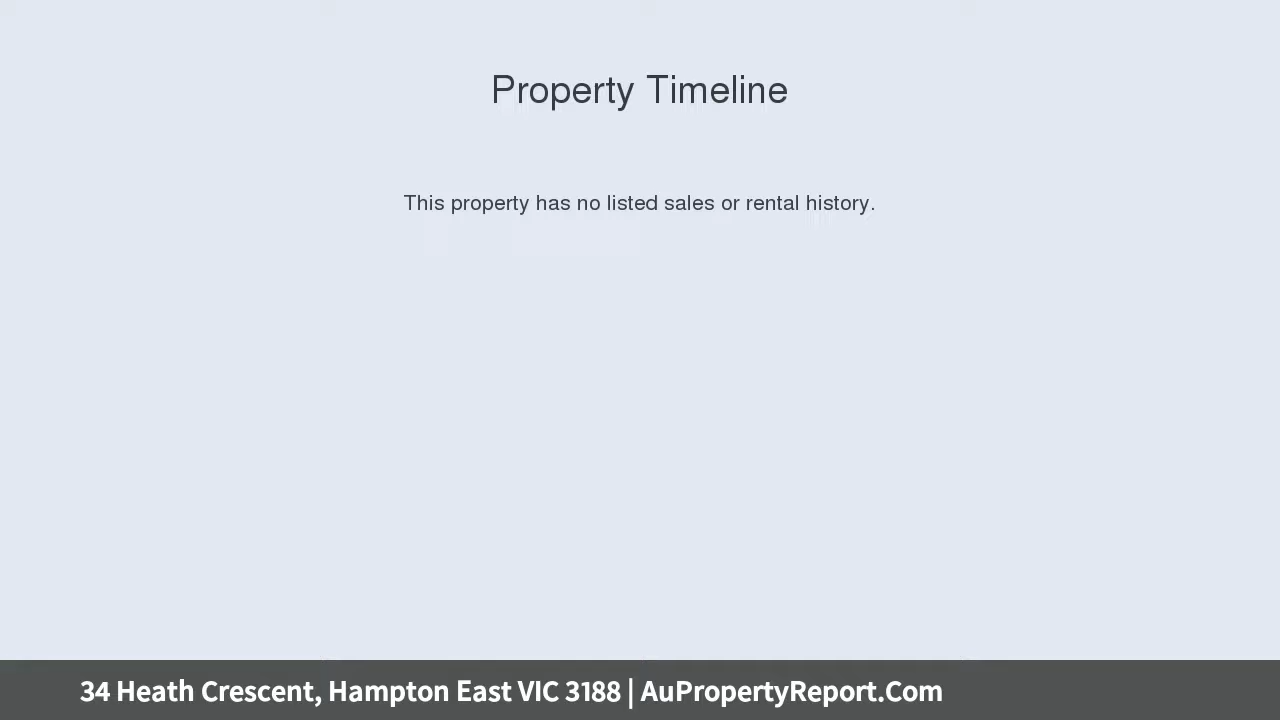 Property Timeline
This property has no listed sales or rental history.
34 Heath Crescent, Hampton East VIC 3188 | AuPropertyReport.Com